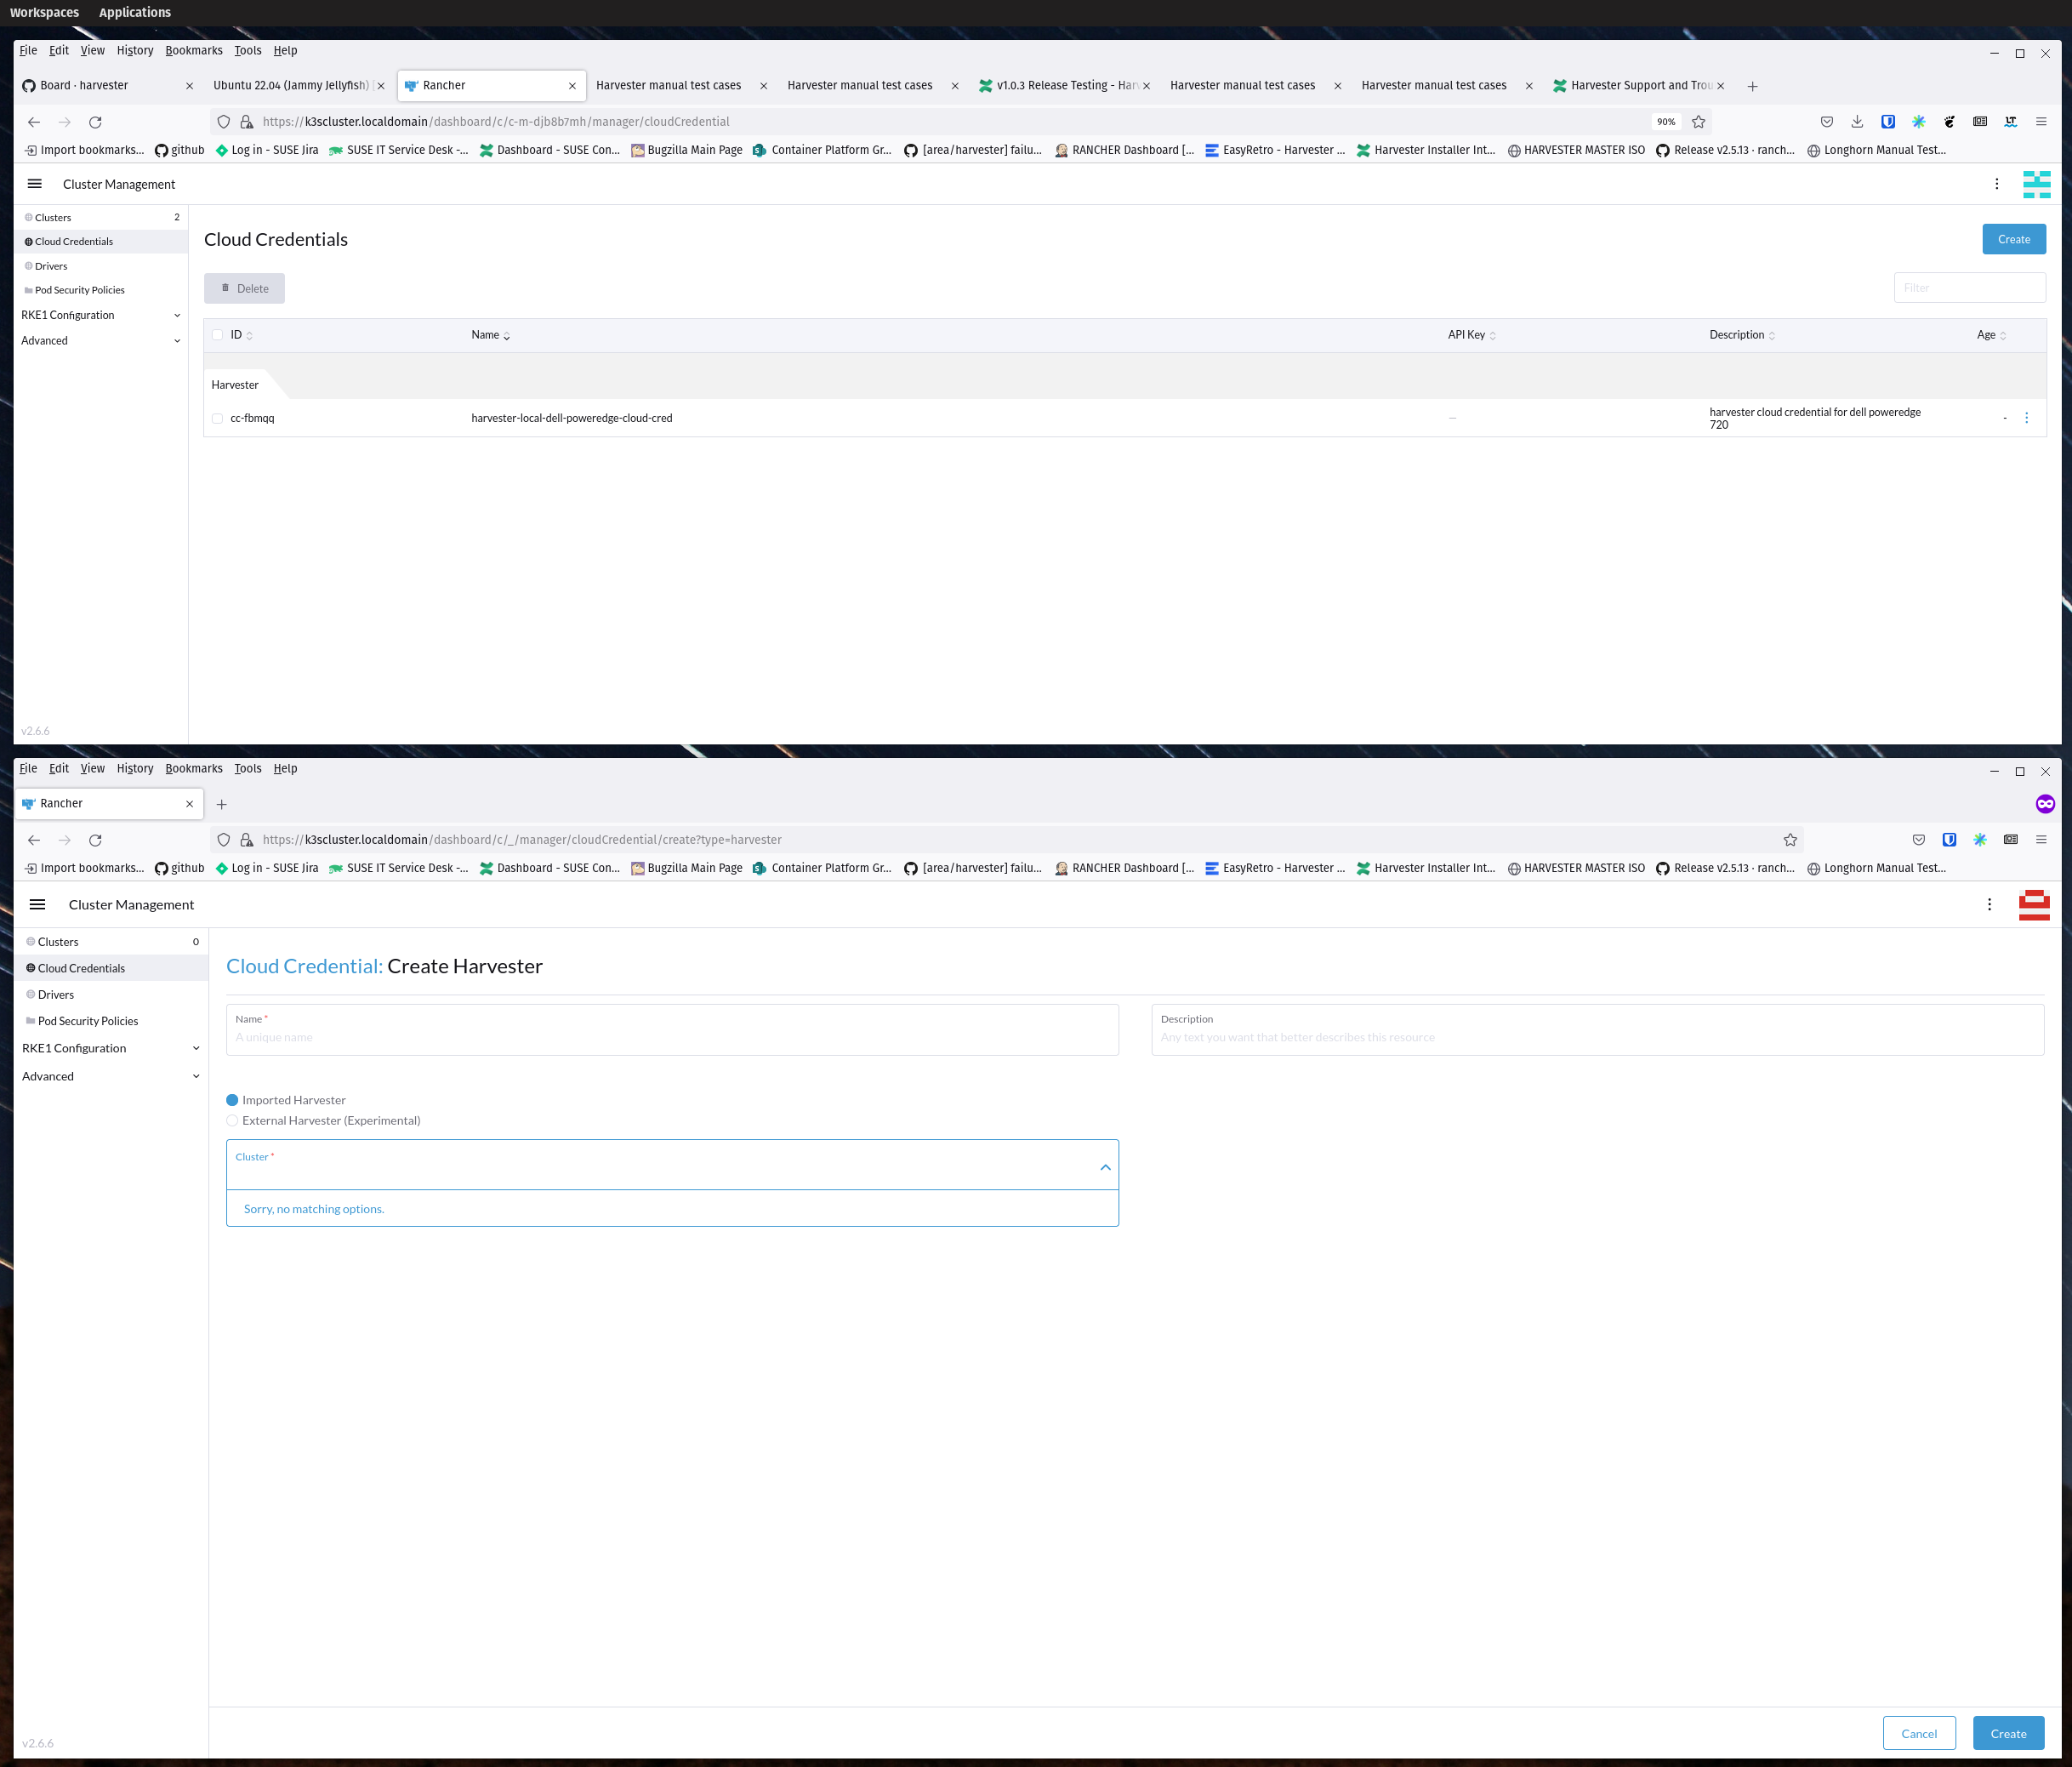 Workspaces Applications
File Edit View History Bookmarks Tools Help
Board · harvester Ubuntu 22.04 (Jammy Jellyfish) Rancher Harvester manual test cases Harvester manual test cases v1.0.3 Release Testing - Harv Harvester manual test cases Harvester manual test cases Harvester Support and Trou
https://k3scluster.localdomain/dashboard/c/c-m-djb8b7mh/manager/cloudCredential 90%
Import bookmarks... github Log in - SUSE Jira SUSE IT Service Desk -... Dashboard - SUSE Con... Bugzilla Main Page Container Platform Gr... [area/harvester] failu... RANCHER Dashboard [... EasyRetro - Harvester ... Harvester Installer Int... HARVESTER MASTER ISO Release v2.5.13 · ranch... Longhorn Manual Test...
Cluster Management
Clusters 2
Cloud Credentials
Drivers
Pod Security Policies
RKE1 Configuration
Advanced
v2.6.6
Cloud Credentials Create
Delete Filter
ID Name API Key Description Age
Harvester
cc-fbmqq harvester-local-dell-poweredge-cloud-cred — harvester cloud credential for dell poweredge -
720
File Edit View History Bookmarks Tools Help
Rancher
https://k3scluster.localdomain/dashboard/c/_/manager/cloudCredential/create?type=harvester
Import bookmarks... github Log in - SUSE Jira SUSE IT Service Desk -... Dashboard - SUSE Con... Bugzilla Main Page Container Platform Gr... [area/harvester] failu... RANCHER Dashboard [... EasyRetro - Harvester ... Harvester Installer Int... HARVESTER MASTER ISO Release v2.5.13 · ranch... Longhorn Manual Test...
Cluster Management
Clusters 0
Cloud Credentials
Drivers
Pod Security Policies
RKE1 Configuration
Advanced
v2.6.6
Cloud Credential: Create Harvester
Name * Description
A unique name Any text you want that better describes this resource
Imported Harvester
External Harvester (Experimental)
Cluster *
Sorry, no matching options.
Cancel Create